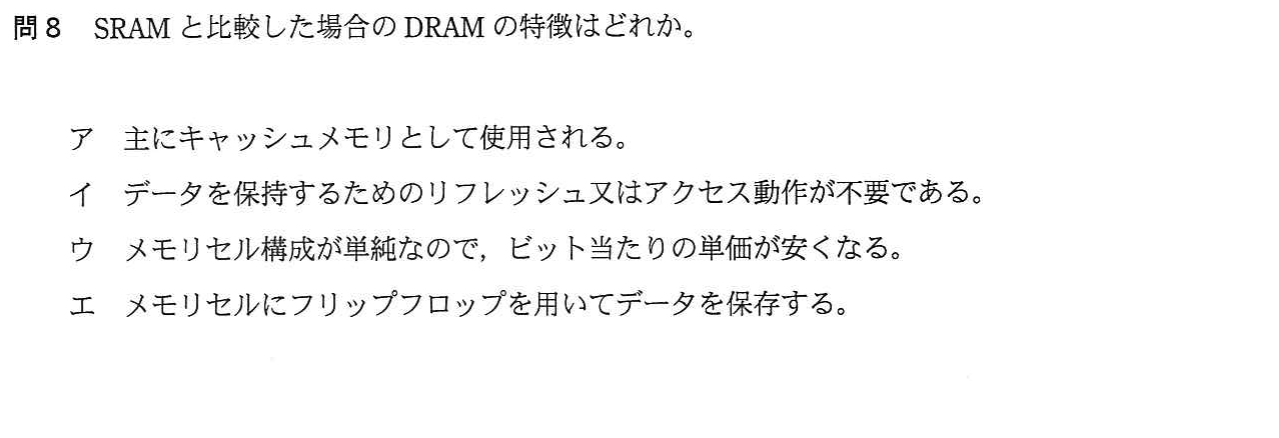 問8 SRAM と比較した場合の DRAM の特徴はどれか。
ア 主にキャッシュメモリとして使用される。
イ データを保持するためのリフレッシュ又はアクセス動作が不要である。
ウ メモリセル構成が単純なので，ビット当たりの単価が安くなる。
エ メモリセルにフリップフロップを用いてデータを保存する。